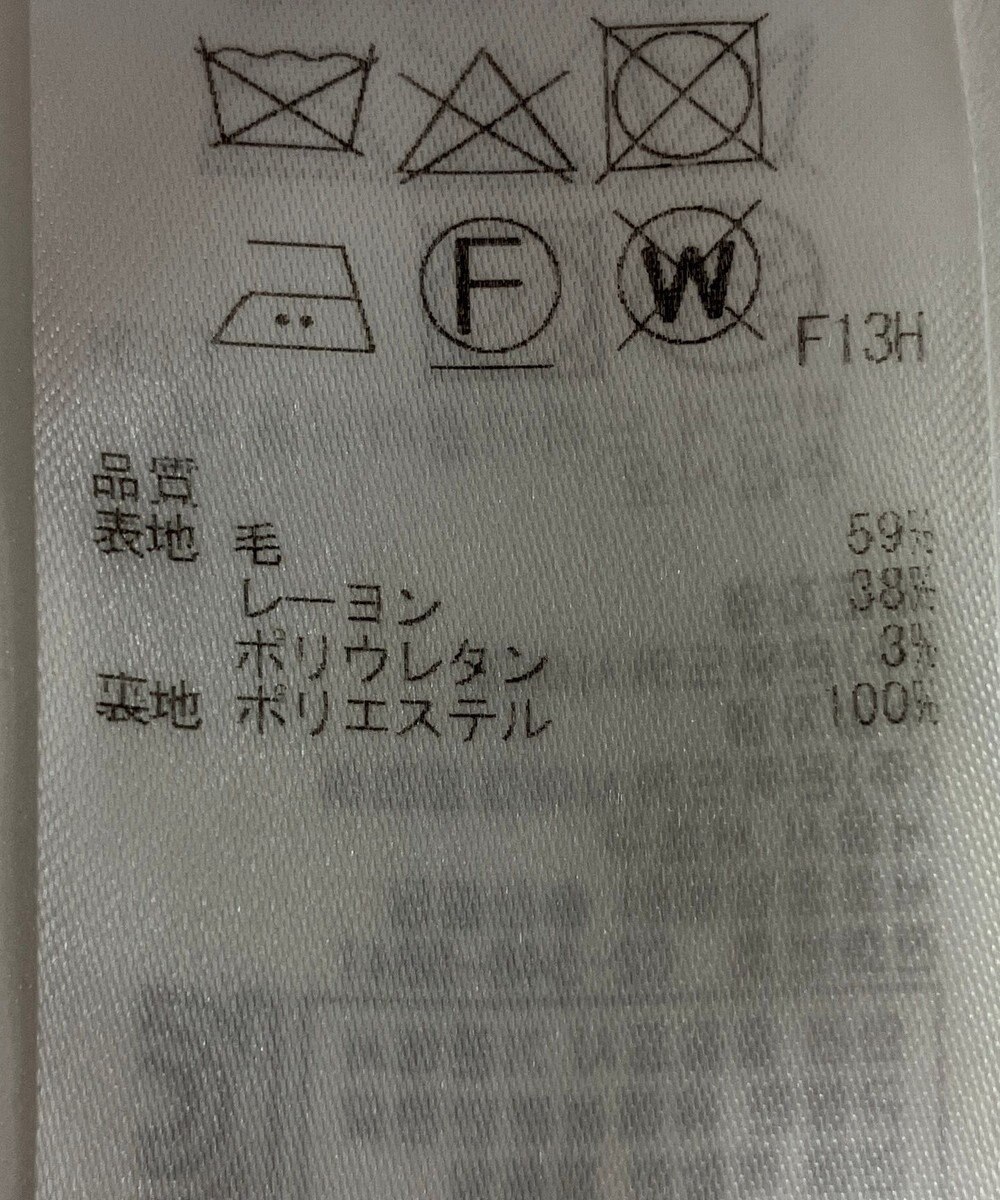 F W F13H
品質
表地 毛 59%
レーヨン 38%
ポリウレタン 3%
裏地 ポリエステル 100%